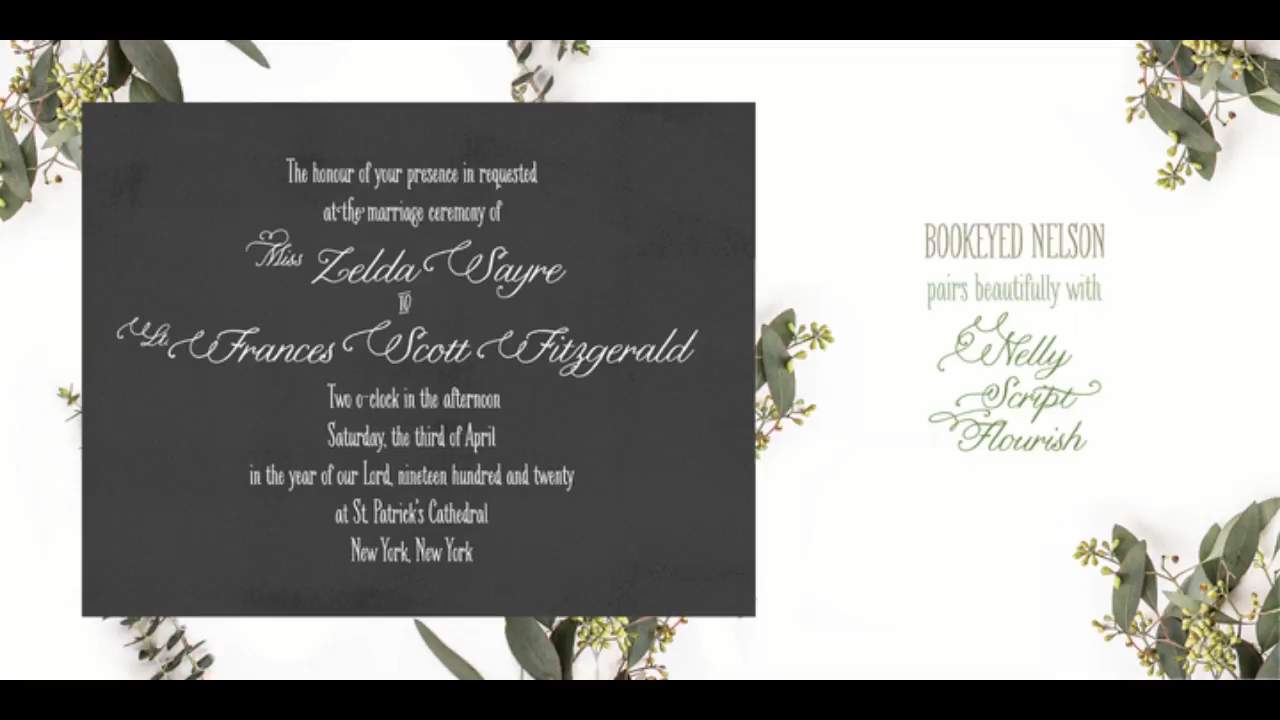 The honour of your presence in requested
at the marriage ceremony of
Miss Zelda Sayre
TO
Lt. Frances Scott Fitzgerald
Two o-clock in the afternoon
Saturday, the third of April
in the year of our Lord, nineteen hundred and twenty
at St. Patrick's Cathedral
New York, New York
BOOKEYED NELSON
pairs beautifully with
Nelly
Script
Flourish